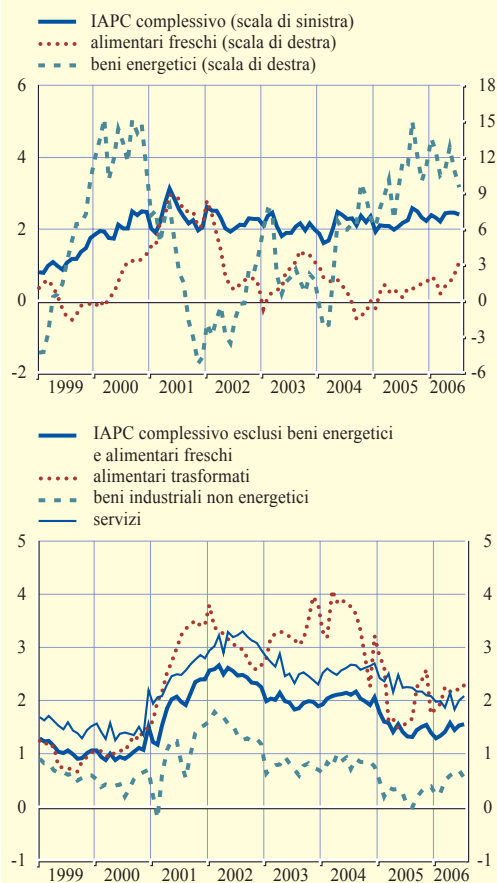 IAPC complessivo (scala di sinistra)
alimentari freschi (scala di destra)
beni energetici (scala di destra)
6 18
15
4 12
9
2 6
3
0 0
-3
-2 -6
1999 2000 2001 2002 2003 2004 2005 2006
IAPC complessivo esclusi beni energetici
e alimentari freschi
alimentari trasformati
beni industriali non energetici
servizi
5 5
4 4
3 3
2 2
1 1
0 0
-1 -1
1999 2000 2001 2002 2003 2004 2005 2006